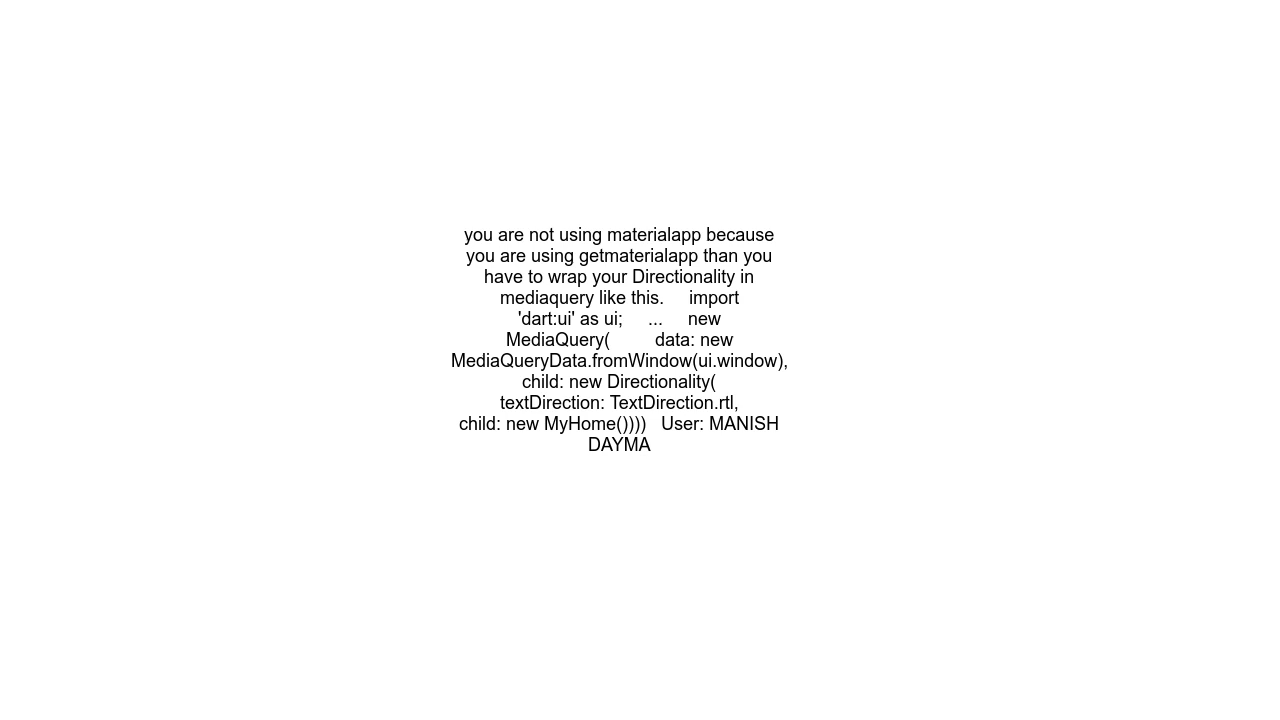 you are not using materialapp because
you are using getmaterialapp than you
have to wrap your Directionality in
mediaquery like this.     import
'dart:ui' as ui;     ...     new
MediaQuery(         data: new
MediaQueryData.fromWindow(ui.window),
child: new Directionality(
textDirection: TextDirection.rtl,
child: new MyHome())))   User: MANISH
DAYMA